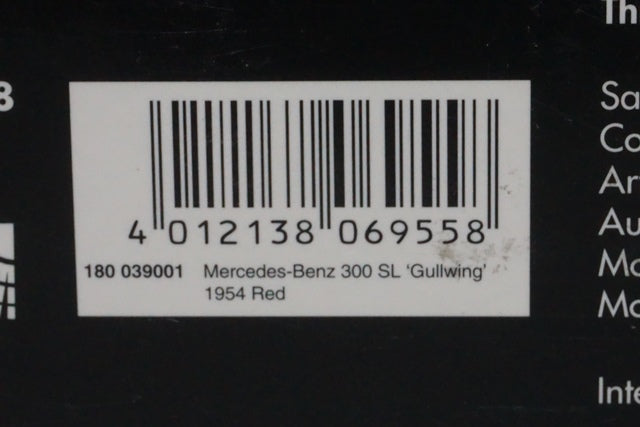 Th
8
Sa
Co
Ar
Au
Mo
Mo
Inte
4 012138 069558
180 039001 Mercedes-Benz 300 SL ‘Gullwing’
1954 Red